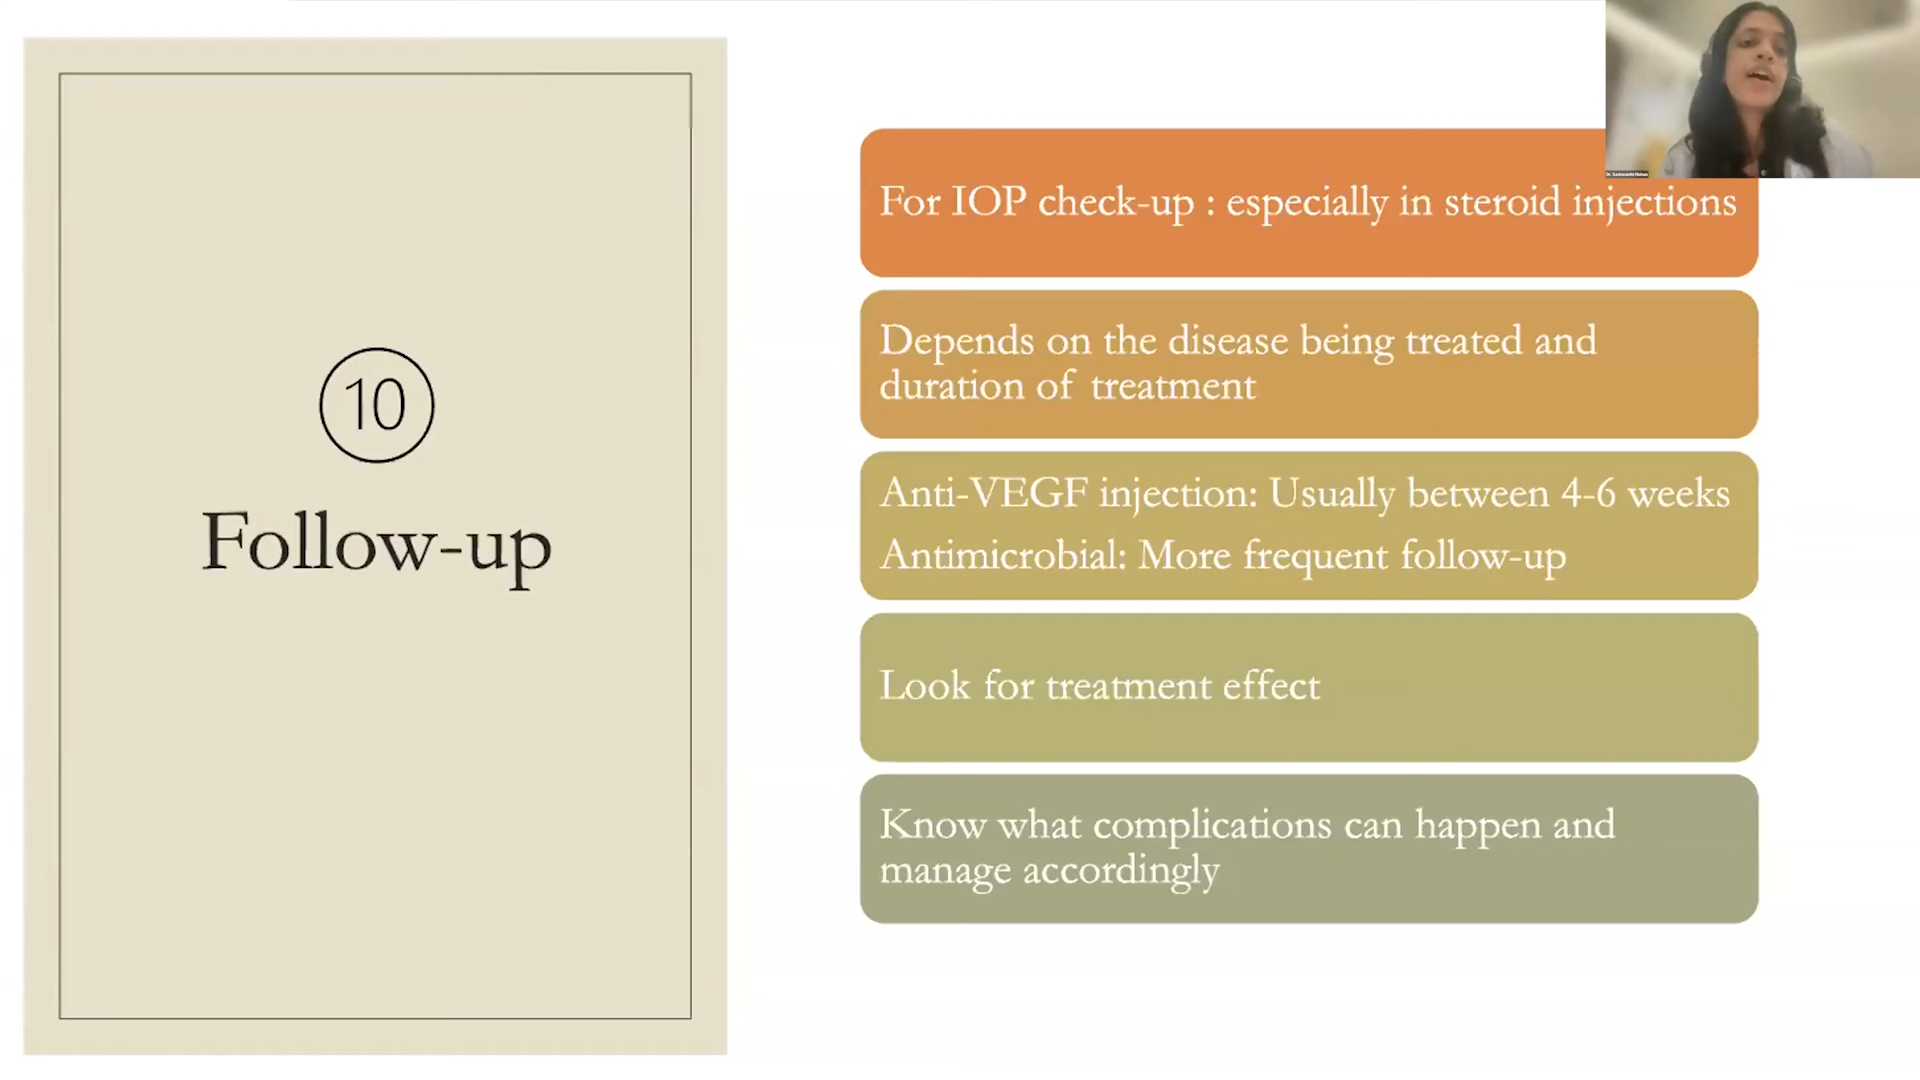 10
Follow-up
For IOP check-up : especially in steroid injections
Depends on the disease being treated and
duration of treatment
Anti-VEGF injection: Usually between 4-6 weeks
Antimicrobial: More frequent follow-up
Look for treatment effect
Know what complications can happen and
manage accordingly